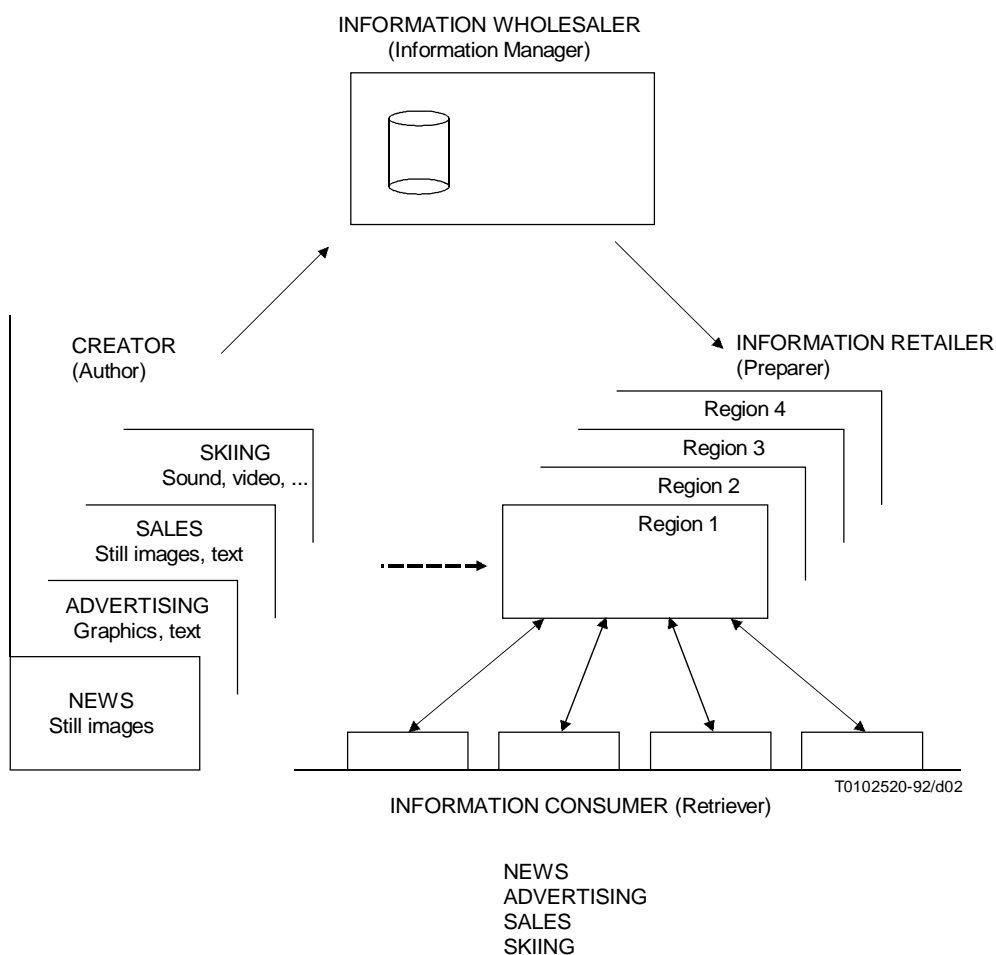 INFORMATION WHOLESALER
(Information Manager)
CREATOR
(Author)
SKIING
Sound, video, ...
SALES
Still images, text
ADVERTISING
Graphics, text
NEWS
Still images
INFORMATION RETAILER
(Preparer)
Region 4
Region 3
Region 2
Region 1
T0102520-92/d02
INFORMATION CONSUMER (Retriever)
NEWS
ADVERTISING
SALES
SKIING